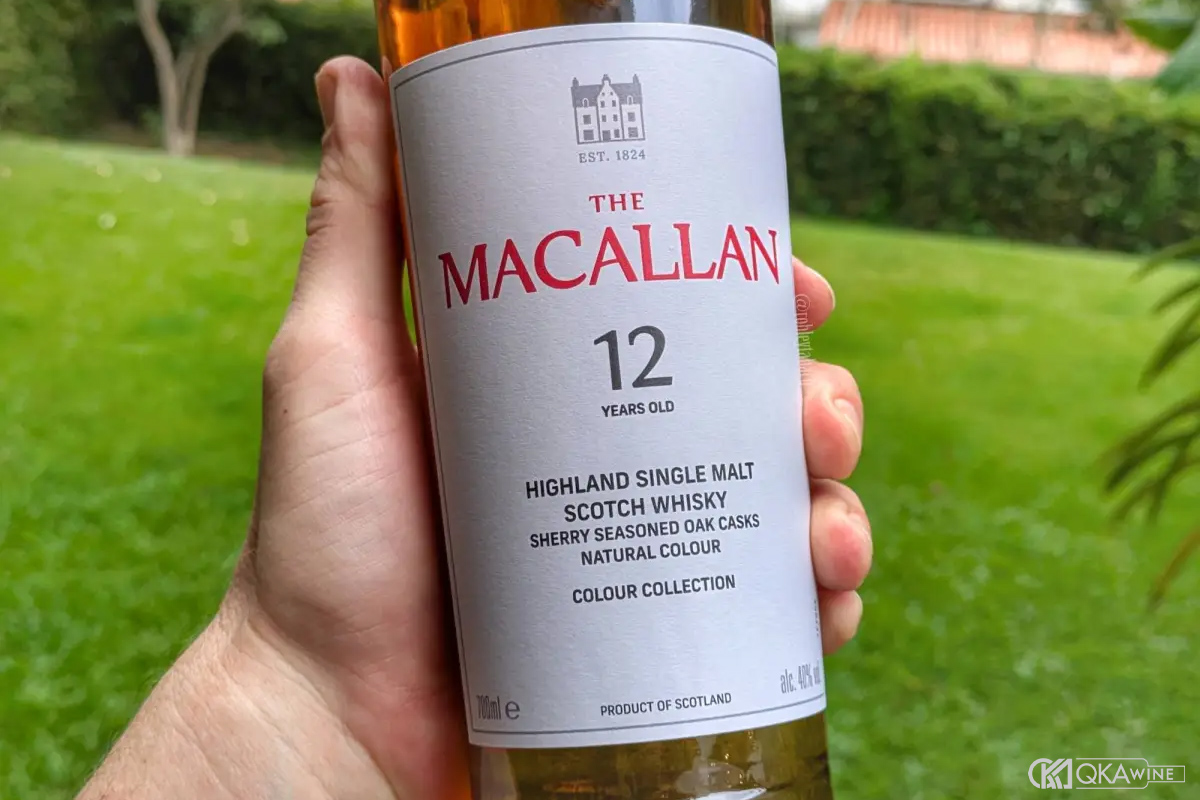 EST. 1824
THE
MACALLAN
12
YEARS OLD
HIGHLAND SINGLE MALT
SCOTCH WHISKY
SHERRY SEASONED OAK CASKS
NATURAL COLOUR
COLOUR COLLECTION
700ml e
PRODUCT OF SCOTLAND
alc. 40% vol
QKAWINE